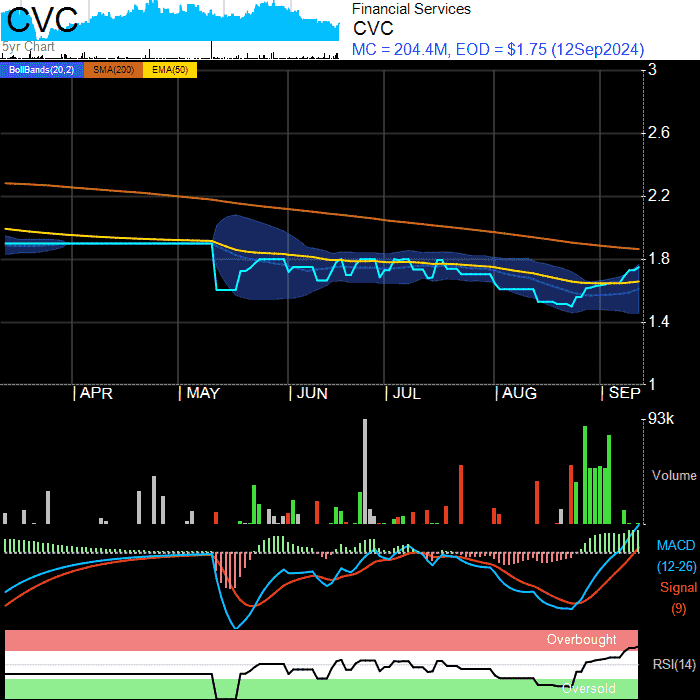 CVC
5yr Chart
Financial Services
CVC
MC = 204.4M, EOD = $1.75 (12Sep2024)
BollBands(20,2) SMA(200) EMA(50)
3
2.6
2.2
1.8
1.4
1
APR MAY JUN JUL AUG SEP
93k
Volume
MACD
(12-26)
Signal
(9)
Overbought
RSI(14)
Oversold